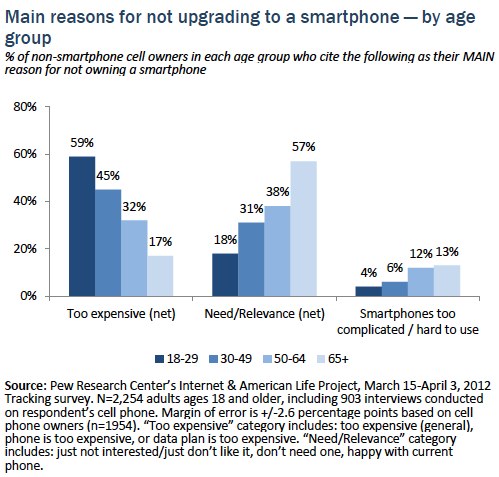 Main reasons for not upgrading to a smartphone — by age
group
% of non-smartphone cell owners in each age group who cite the following as their MAIN
reason for not owning a smartphone
80%
60%
40%
20%
0%
59%
45%
32%
17%
18%
31%
38%
57%
4%
6%
12%
13%
Too expensive (net)
Need/Relevance (net)
Smartphones too
complicated / hard to use
18-29 30-49 50-64 65+
Source: Pew Research Center's Internet & American Life Project, March 15-April 3, 2012
Tracking survey. N=2,254 adults ages 18 and older, including 903 interviews conducted
on respondent's cell phone. Margin of error is +/-2.6 percentage points based on cell
phone owners (n=1954). "Too expensive" category includes: too expensive (general),
phone is too expensive, or data plan is too expensive. "Need/Relevance" category
includes: just not interested/just don't like it, don't need one, happy with current
phone.